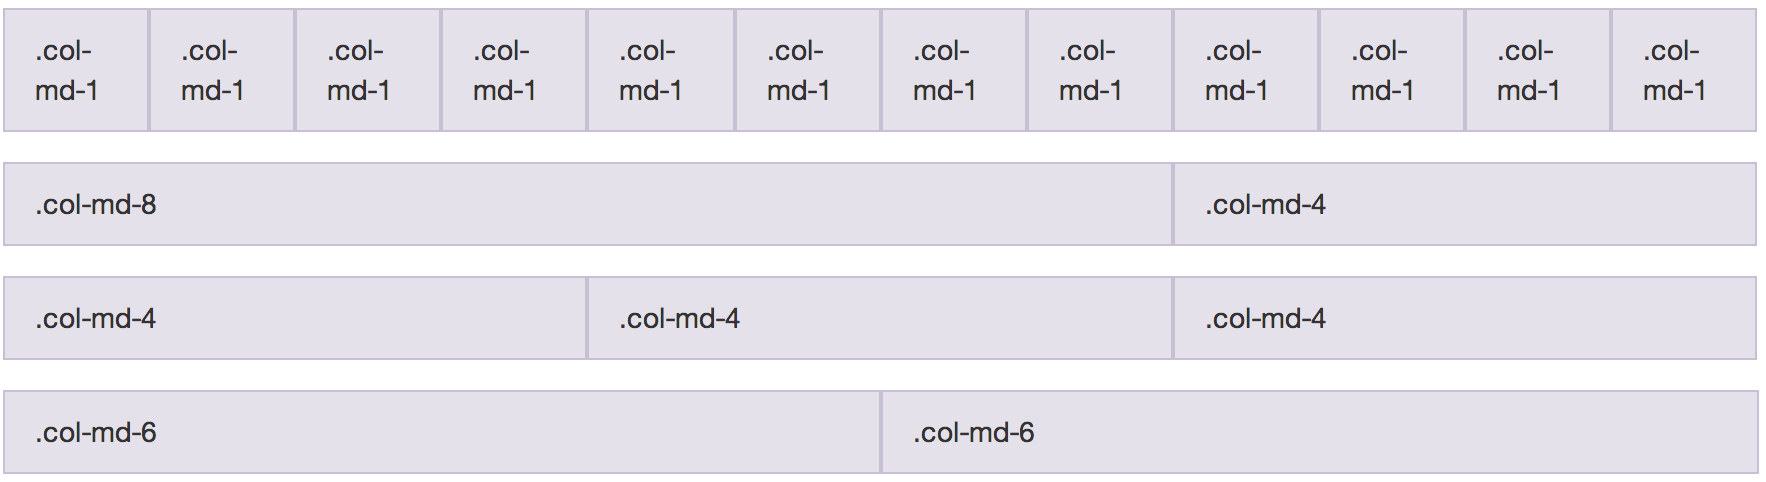 .col- .col- .col- .col- .col- .col- .col- .col- .col- .col- .col- .col-
md-1 md-1 md-1 md-1 md-1 md-1 md-1 md-1 md-1 md-1 md-1 md-1
.col-md-8 .col-md-4
.col-md-4 .col-md-4 .col-md-4
.col-md-6 .col-md-6